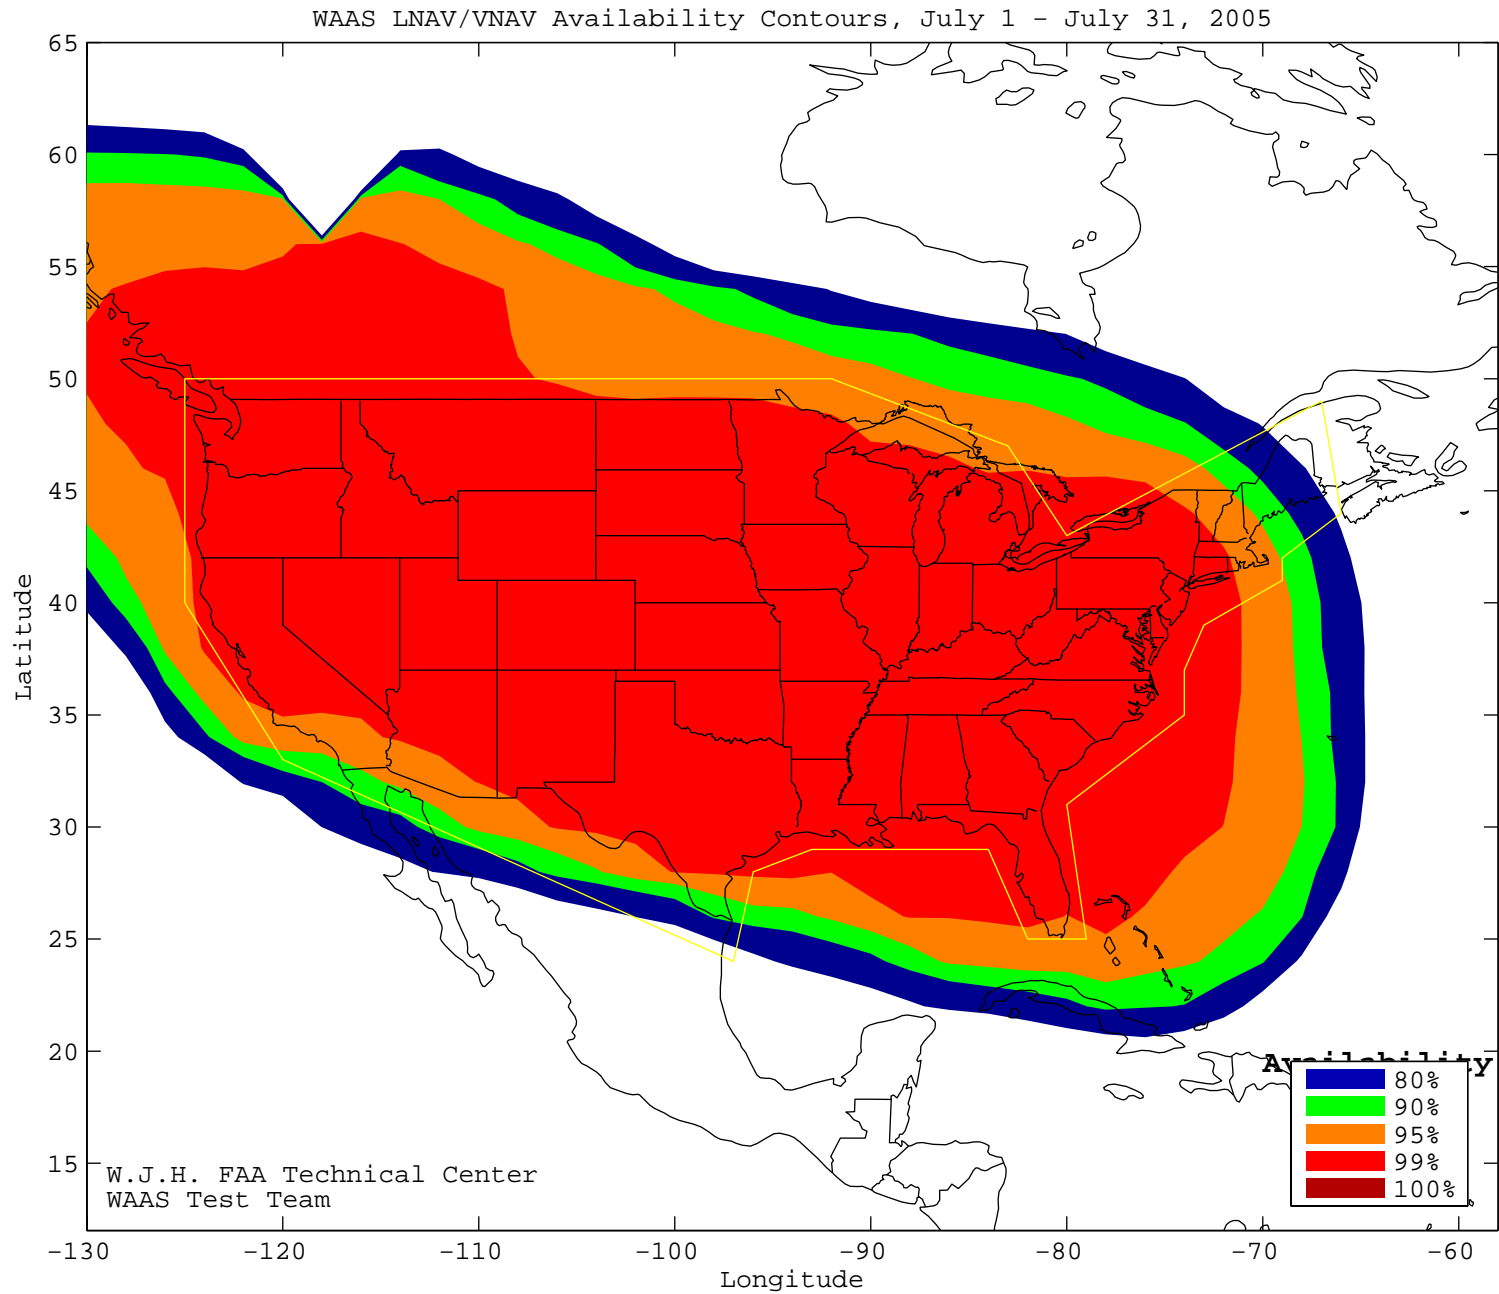 WAAS LNAV/VNAV Availability Contours, July 1 - July 31, 2005
65
60
55
50
45
40
35
30
25
20
15
Latitude
Availability
80%
90%
95%
99%
100%
W.J.H. FAA Technical Center
WAAS Test Team
-130 -120 -110 -100 -90 -80 -70 -60
Longitude